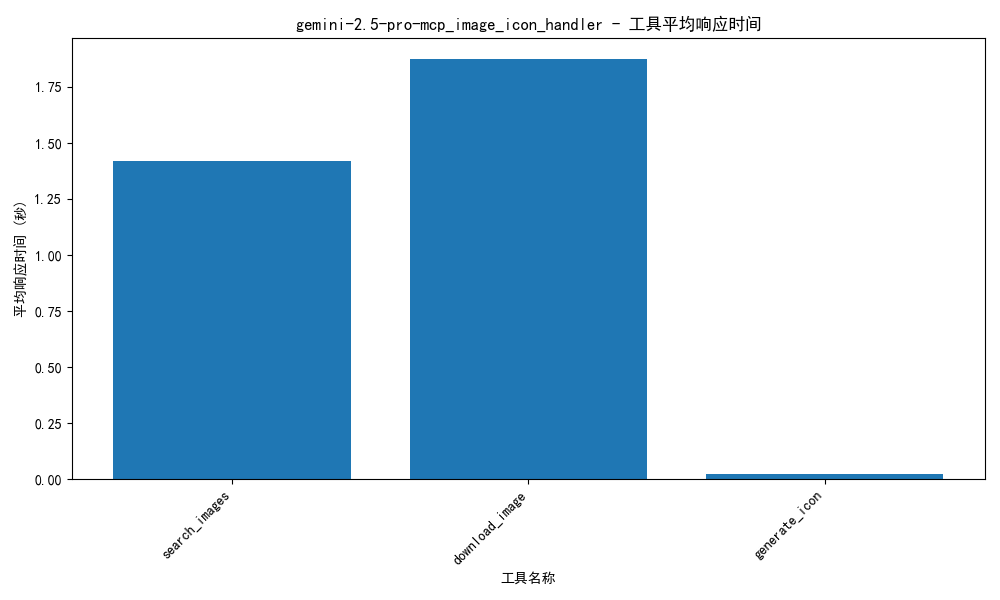 gemini-2.5-pro-mcp_image_icon_handler - 工具平均响应时间
平均响应时间 (秒)
1.75
1.50
1.25
1.00
0.75
0.50
0.25
0.00
search_images
download_image
generate_icon
工具名称